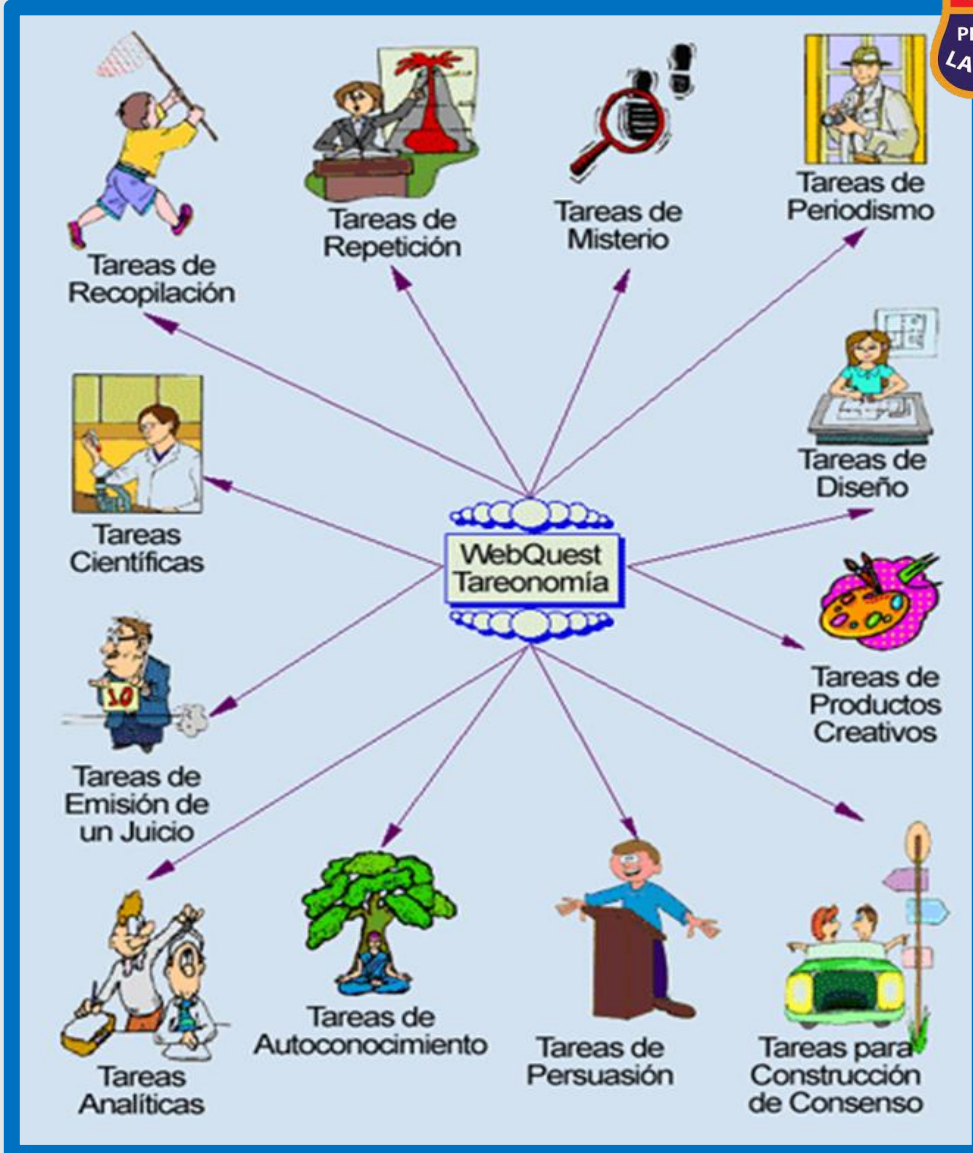 Tareas de
Recopilación
Tareas de
Repetición
Tareas de
Misterio
Tareas de
Periodismo
Tareas
Científicas
WebQuest
Tareonomía
Tareas de
Diseño
Tareas de
Productos
Creativos
10
Tareas de
Emisión de
un Juicio
Tareas
Analíticas
Tareas de
Autoconocimiento
Tareas de
Persuasión
Tareas para
Construcción
de Consenso